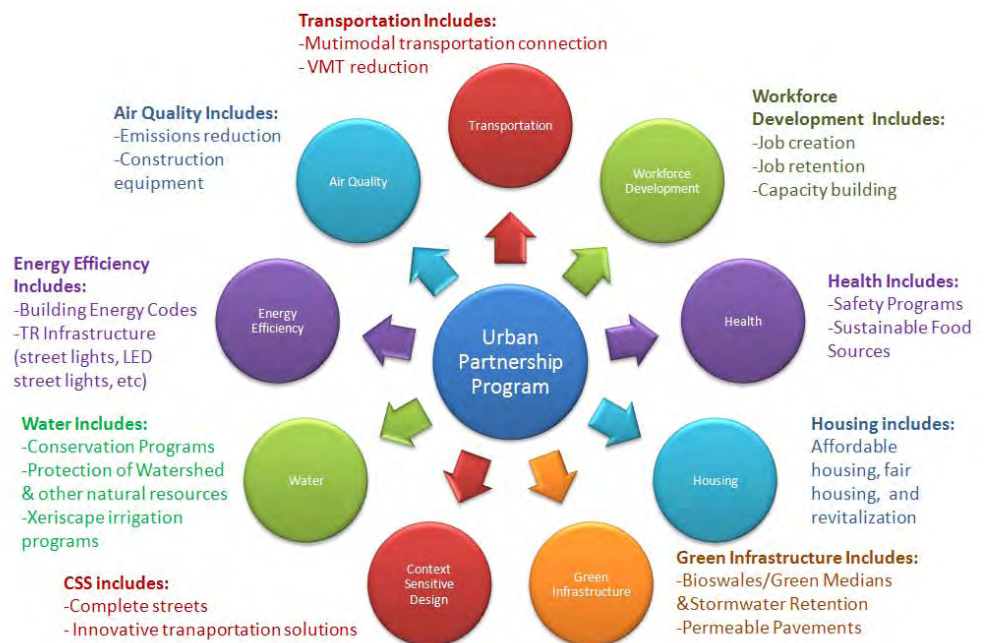 Transportation Includes:
-Mutimodal transportation connection
- VMT reduction
Transportation
Workforce
Development Includes:
-Job creation
-Job retention
-Capacity building
Workforce
Development
Health Includes:
-Safety Programs
-Sustainable Food
Sources
Health
Housing includes:
Affordable
housing, fair
housing, and
revitalization
Housing
Green Infrastructure Includes:
-Bioswales/Green Medians
&Stormwater Retention
-Permeable Pavements
Green
Infrastructure
CSS includes:
-Complete streets
- Innovative tranaportation solutions
Context
Sensitive
Design
Water Includes:
-Conservation Programs
-Protection of Watershed
& other natural resources
-Xeriscape irrigation
programs
Water
Energy Efficiency
Includes:
-Building Energy Codes
-TR Infrastructure
(street lights, LED
street lights, etc)
Energy
Efficiency
Air Quality Includes:
-Emissions reduction
-Construction
equipment
Air Quality
Urban
Partnership
Program